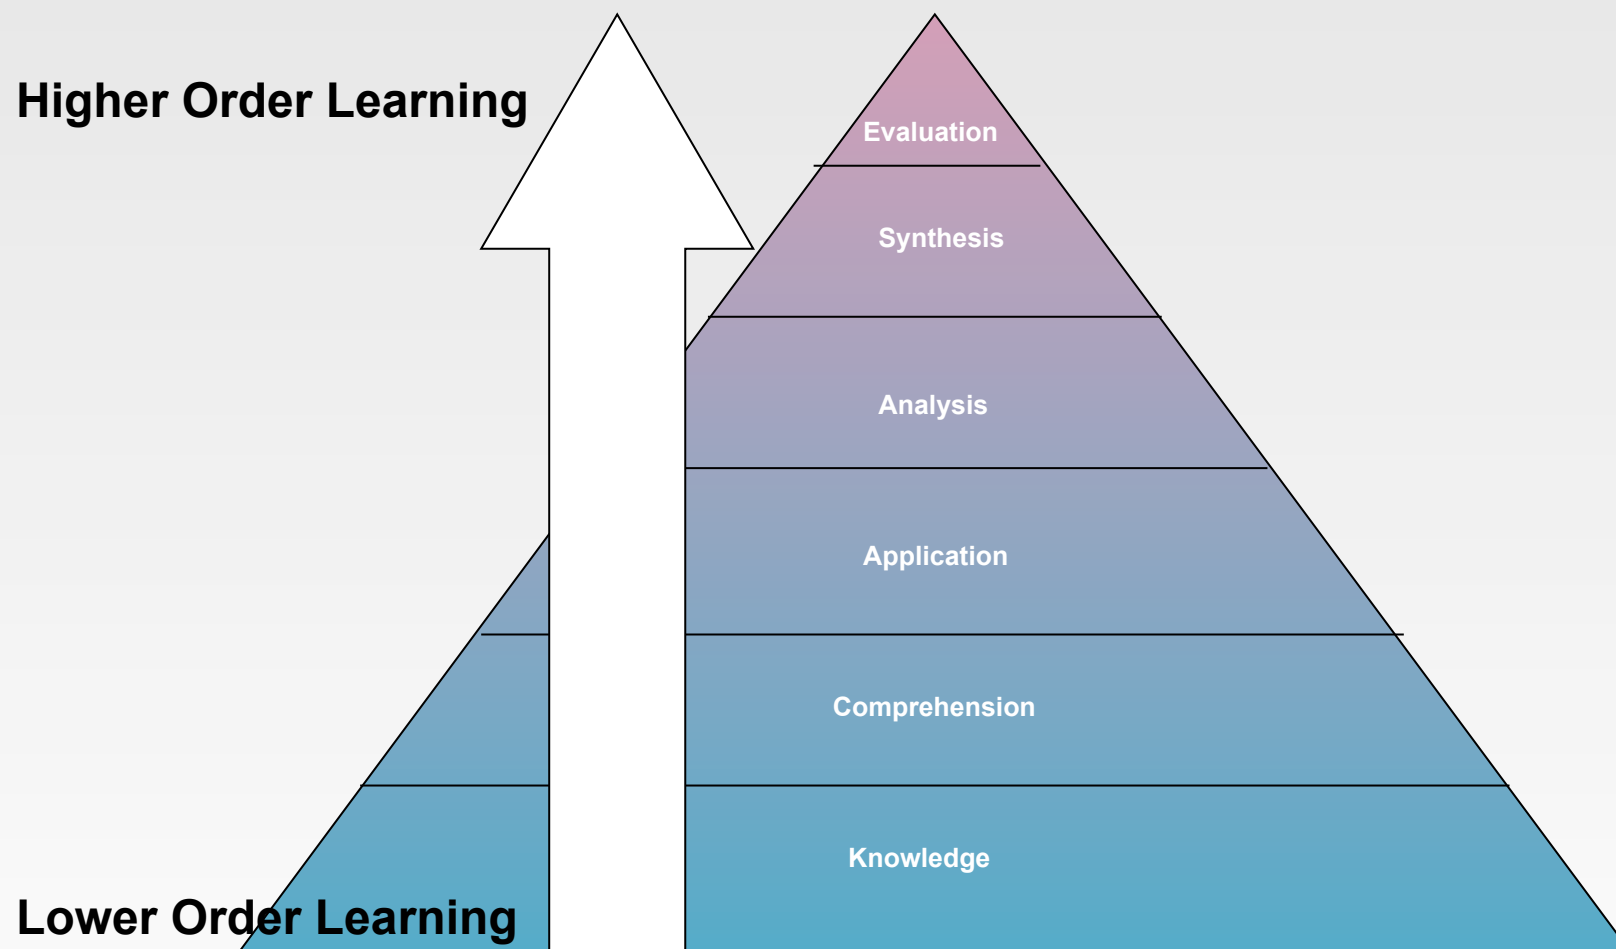 Higher Order Learning
Evaluation
Synthesis
Analysis
Application
Comprehension
Knowledge
Lower Order Learning